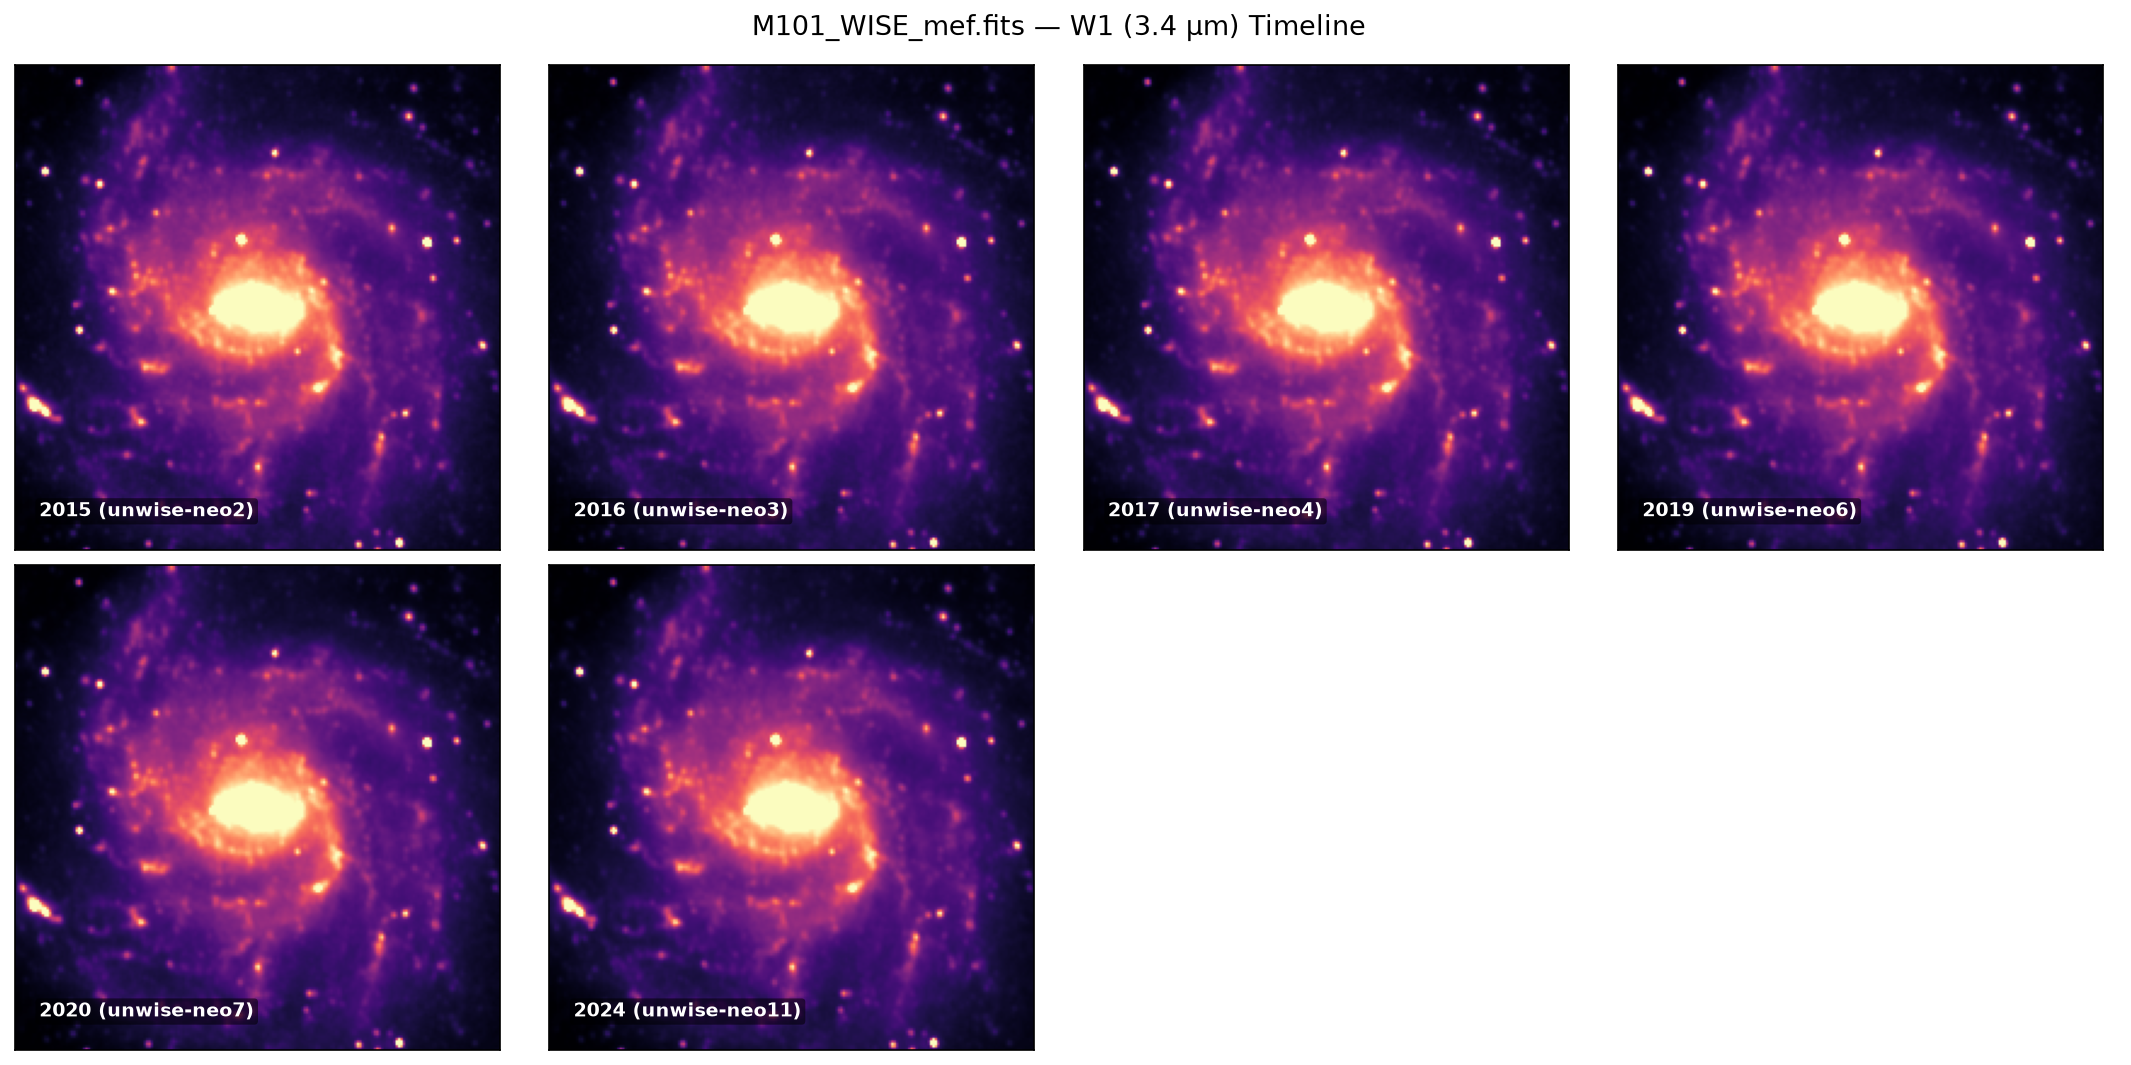 M101_WISE_mef.fits — W1 (3.4 µm) Timeline
2015 (unwise-neo2)
2016 (unwise-neo3)
2017 (unwise-neo4)
2019 (unwise-neo6)
2020 (unwise-neo7)
2024 (unwise-neo11)